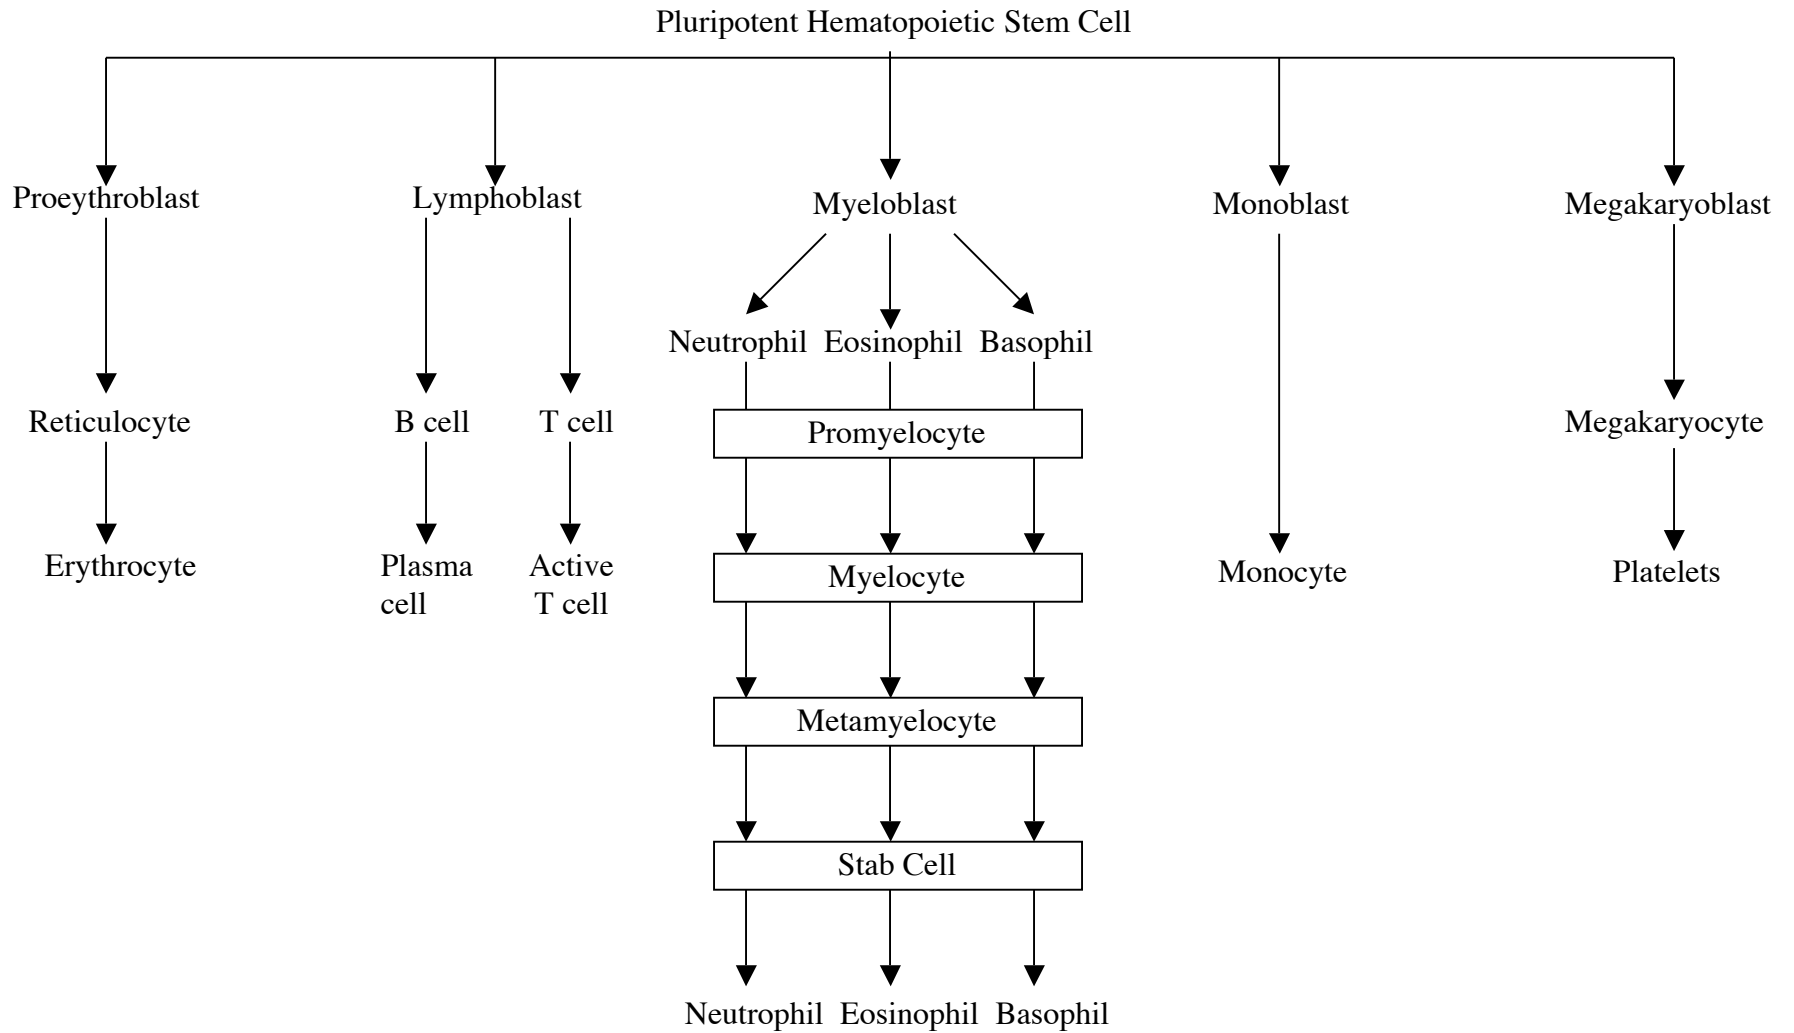 Pluripotent Hematopoietic Stem Cell
Proeythroblast
Lymphoblast
Myeloblast
Monoblast
Megakaryoblast
Neutrophil Eosinophil Basophil
Reticulocyte
B cell
T cell
Promyelocyte
Megakaryocyte
Erythrocyte
Plasma
cell
Active
T cell
Myelocyte
Monocyte
Platelets
Metamyelocyte
Stab Cell
Neutrophil Eosinophil Basophil